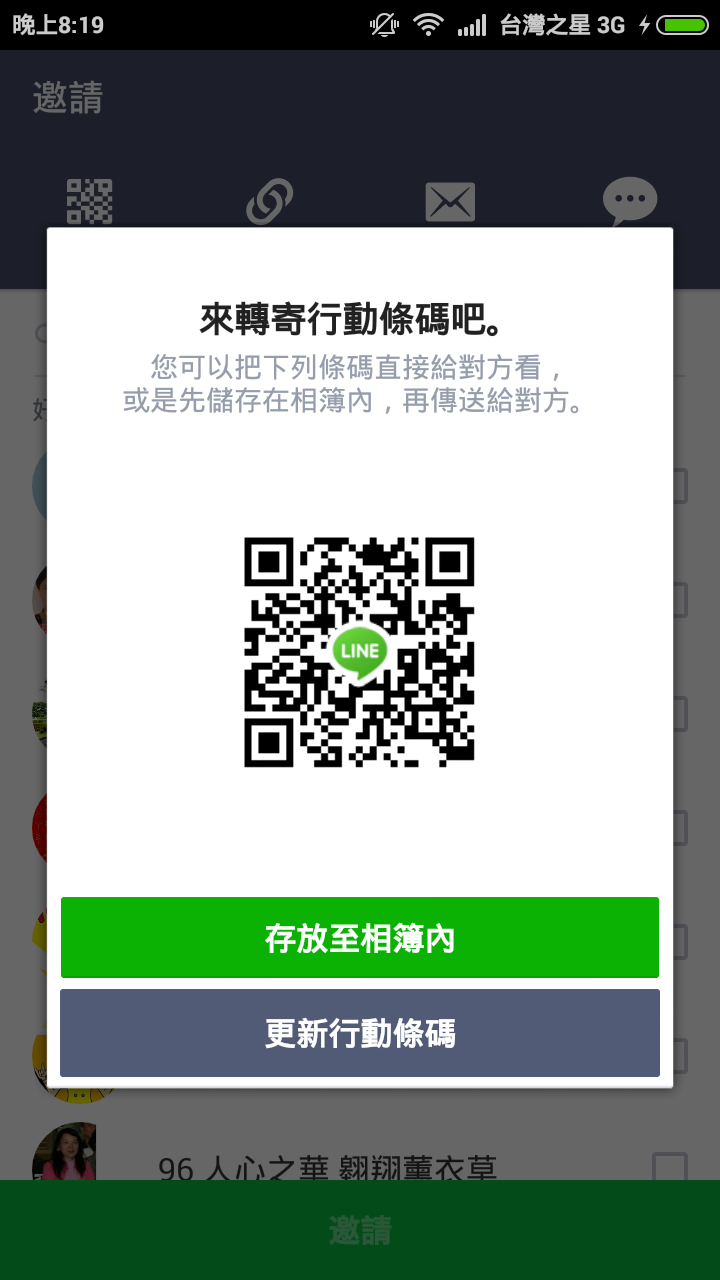 晚上8:19
台灣之星 3G
邀請
來轉寄行動條碼吧。
您可以把下列條碼直接給對方看，
或是先儲存在相簿內，再傳送給對方。
LINE
存放至相簿內
更新行動條碼
96 人心之華 翱翔薰衣草
邀請